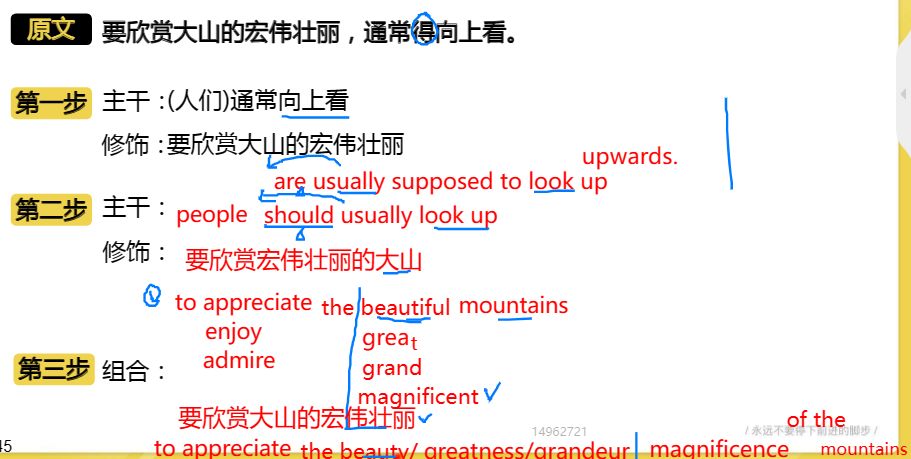 原文 要欣赏大山的宏伟壮丽，通常得向上看。
第一步 主干：(人们)通常向上看
修饰：要欣赏大山的宏伟壮丽
upwards.
are usually supposed to look up
第二步 主干： people should usually look up
修饰： 要欣赏宏伟壮丽的大山
to appreciate the beautiful mountains
enjoy great
admire grand
第三步 组合： magnificent
要欣赏大山的宏伟壮丽
14962721 /永远不要停下前进的脚步/ of the
45 to appreciate the beauty/ greatness/grandeur magnificence mountains